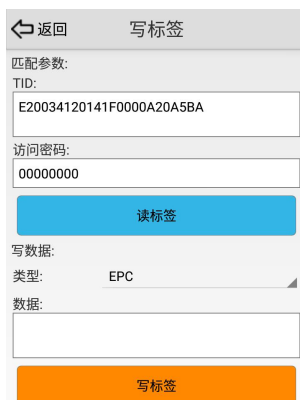 返回 写标签
匹配参数:
TID:
E20034120141F0000A20A5BA
访问密码:
00000000
读标签
写数据:
类型: EPC
数据:
写标签